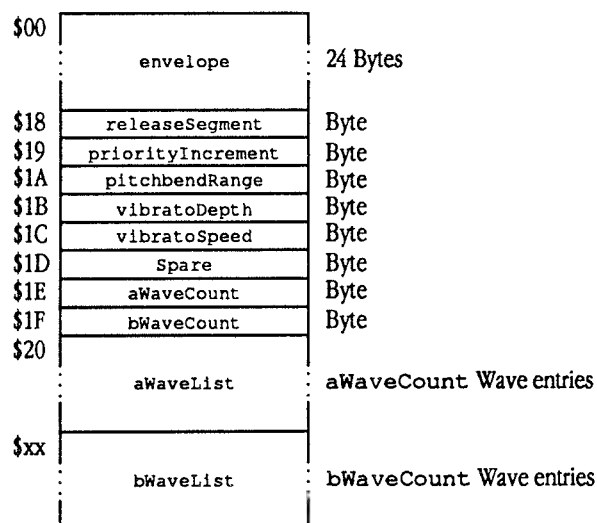 $00
envelope 24 Bytes
$18 releaseSegment Byte
$19 priorityIncrement Byte
$1A pitchbendRange Byte
$1B vibratoDepth Byte
$1C vibratoSpeed Byte
$1D Spare Byte
$1E aWaveCount Byte
$1F bWaveCount Byte
$20
aWaveList aWaveCount Wave entries
$xx
bWaveList bWaveCount Wave entries